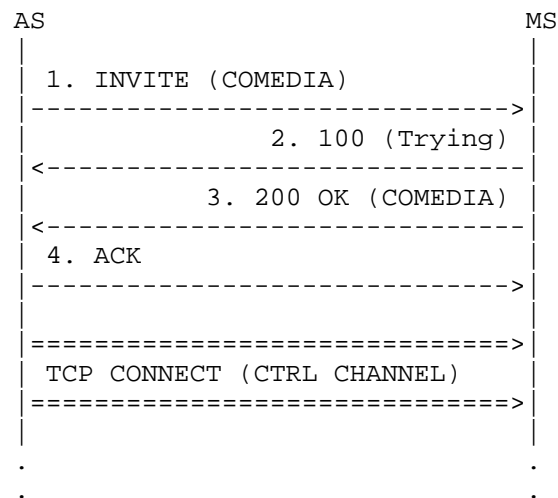 AS MS
1. INVITE (COMEDIA)
2. 100 (Trying)
3. 200 OK (COMEDIA)
4. ACK
TCP CONNECT (CTRL CHANNEL)